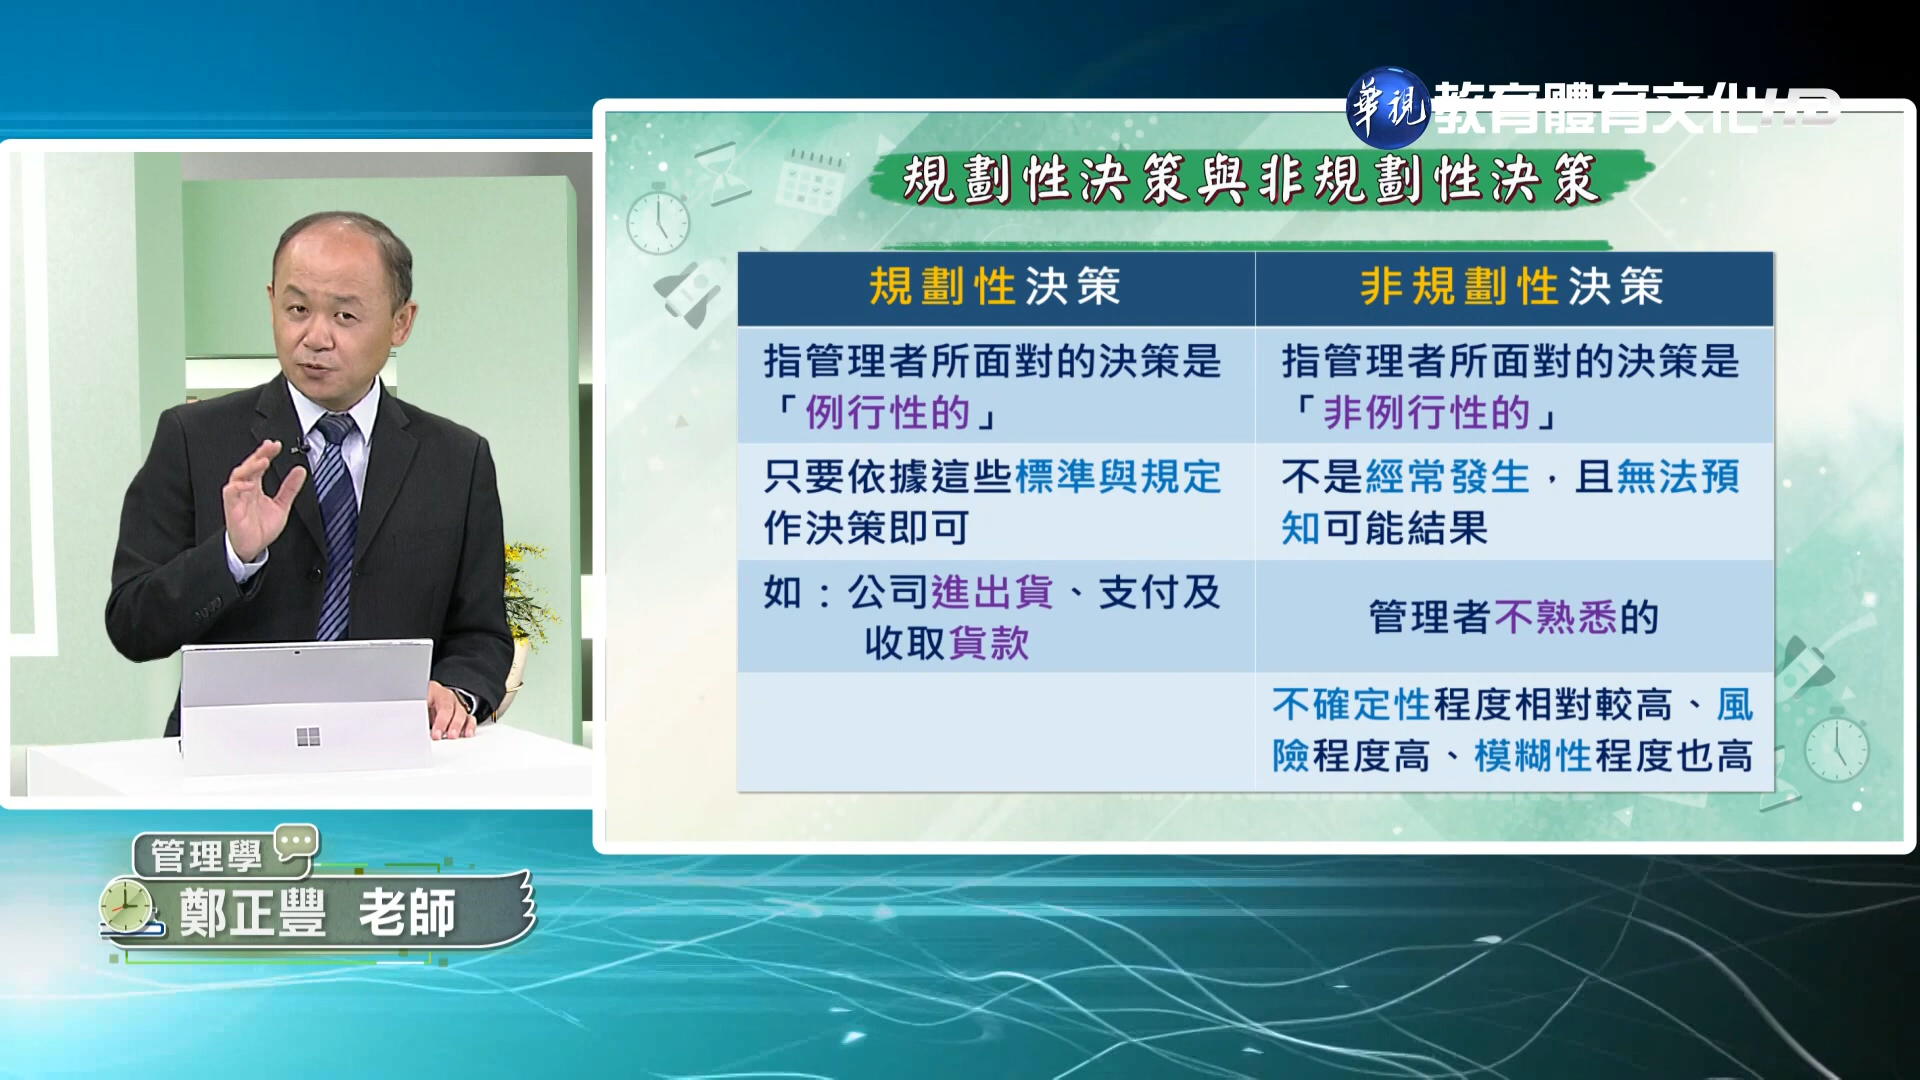 華視 教育體育文化HD
規劃性決策與非規劃性決策
規劃性決策
非規劃性決策
指管理者所面對的決策是
「例行性的」
指管理者所面對的決策是
「非例行性的」
只要依據這些標準與規定
作決策即可
不是經常發生，且無法預
知可能結果
如：公司進出貨、支付及
收取貨款
管理者不熟悉的
不確定性程度相對較高、風
險程度高、模糊性程度也高
管理學
鄭正豐 老師